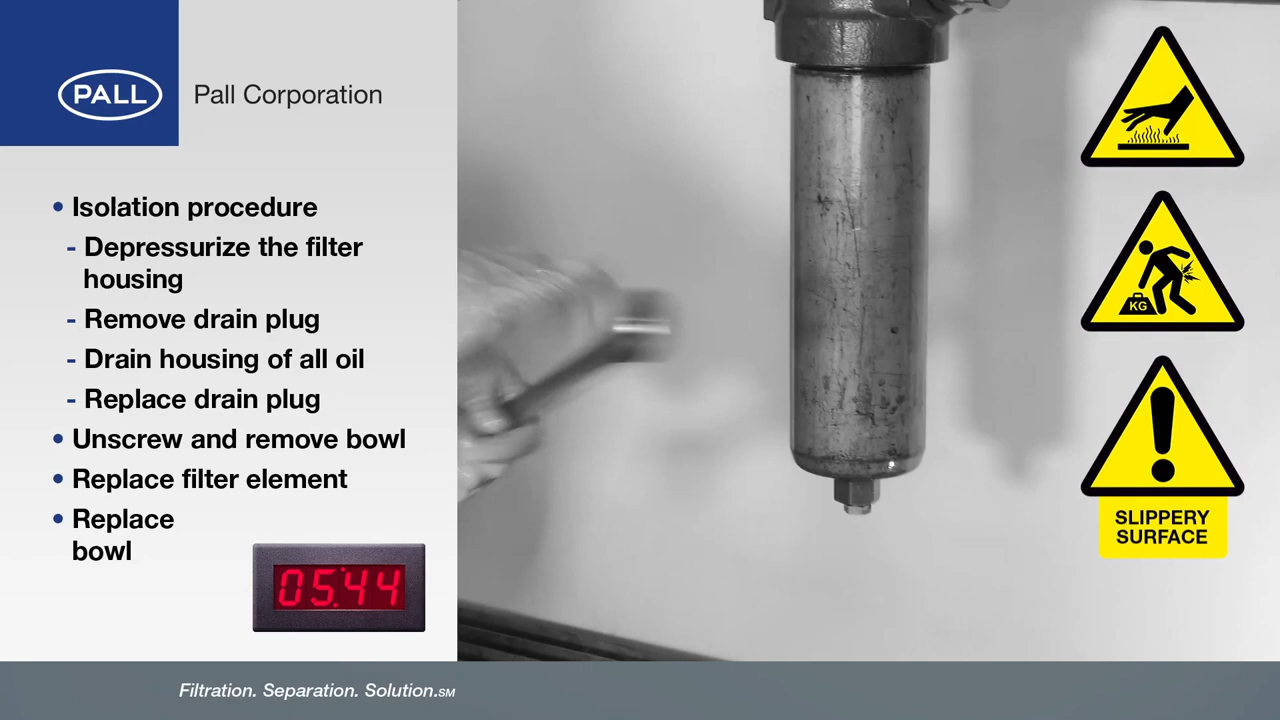 PALL
Pall Corporation
• Isolation procedure
- Depressurize the filter
housing
- Remove drain plug
- Drain housing of all oil
- Replace drain plug
• Unscrew and remove bowl
• Replace filter element
• Replace
bowl
05:44
KG
SLIPPERY
SURFACE
Filtration. Separation. Solution.SM